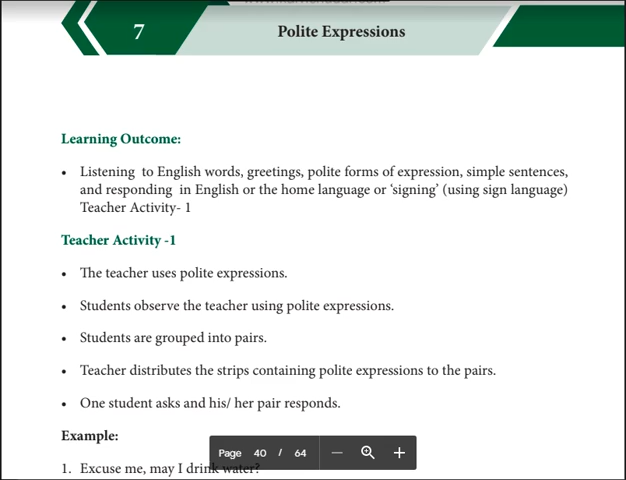 7
Polite Expressions
Learning Outcome:
• Listening to English words, greetings, polite forms of expression, simple sentences,
and responding in English or the home language or ‘signing’ (using sign language)
Teacher Activity- 1
Teacher Activity -1
• The teacher uses polite expressions.
• Students observe the teacher using polite expressions.
• Students are grouped into pairs.
• Teacher distributes the strips containing polite expressions to the pairs.
• One student asks and his/ her pair responds.
Example:
Page 40 / 64
1. Excuse me, may I drink water?